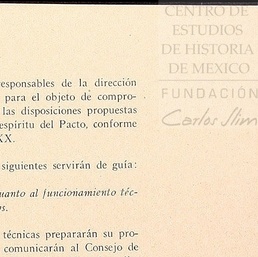 CENTRO DE
ESTUDIOS
DE HISTORIA
DE MEXICO
FUNDACIÓN
Carlos Slim
responsables de la dirección
para el objeto de compro-
las disposiciones propuestas
espíritu del Pacto, conforme
XX.
siguientes servirán de guía:
uanto al funcionamiento téc-
os.
técnicas prepararán su pro-
comunicarán al Consejo de